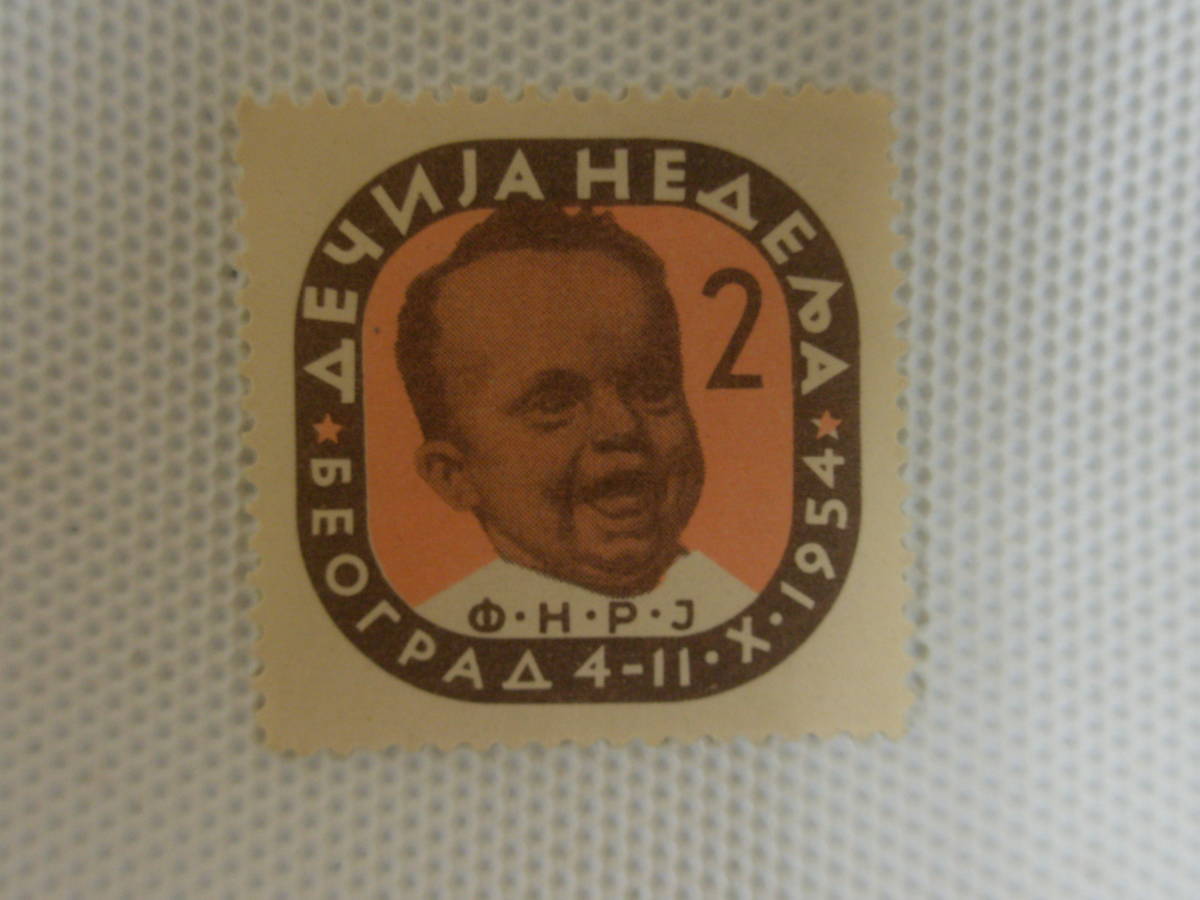 ДЕЧИЈА НЕДЕЉА
2
Ф·Н·Р·Ј
★ БЕОГРАД 4-11·X·1954 ★